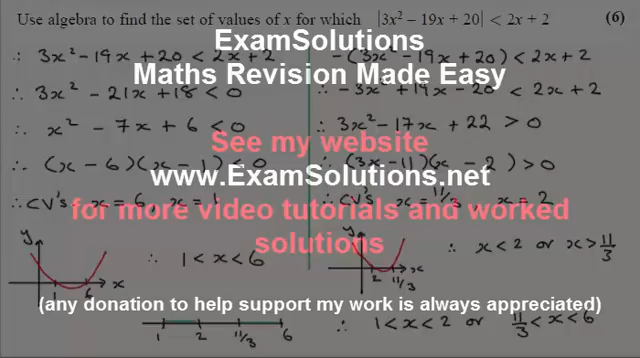 Use algebra to find the set of values of x for which |3x² − 19x + 20| < 2x + 2 (6)
∴ 3x² − 19x + 20 < 2x + 2
∴ 3x² − 21x + 18 < 0
∴ x² − 7x + 6 < 0
∴ (x − 6)(x − 1) < 0
∴ CV's x = 6, x = 1
y
x
1 6
∴ 1 < x < 6
−(3x² − 19x + 20) < 2x + 2
∴ −3x² + 19x − 20 < 2x + 2
∴ 3x² − 17x + 22 > 0
∴ (3x − 11)(x − 2) > 0
∴ CV's x = 11/3 x = 2
y
x
2 11/3
∴ x < 2 or x > 11/3
1 2 11/3 6
∴ 1 < x < 2 or 11/3 < x < 6
ExamSolutions
Maths Revision Made Easy
See my website
www.ExamSolutions.net
for more video tutorials and worked
solutions
(any donation to help support my work is always appreciated)